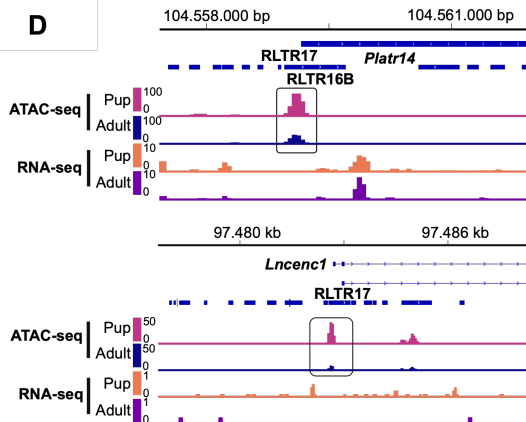 D
104.558.000 bp 104.561.000 bp
RLTR17 Platr14
RLTR16B
ATAC-seq Pup 100 0
Adult 100 0
RNA-seq Pup 10 0
Adult 10 0
97.480 kb 97.486 kb
Lncenc1
RLTR17
ATAC-seq Pup 50 0
Adult 50 0
RNA-seq Pup 1 0
Adult 1 0